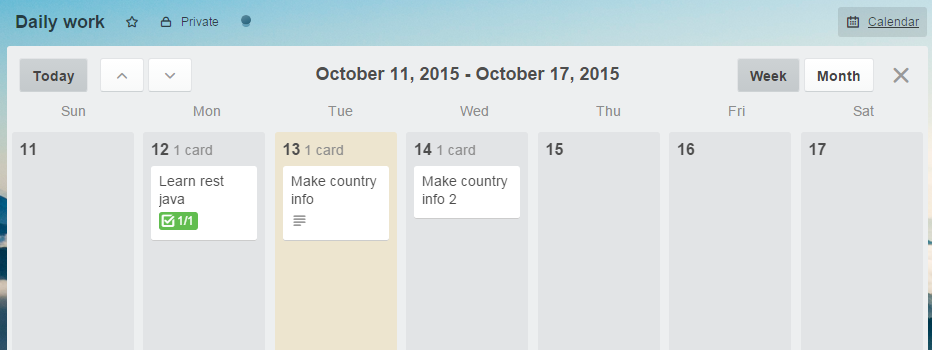 Daily work Private Calendar
Today October 11, 2015 - October 17, 2015 Week Month
Sun Mon Tue Wed Thu Fri Sat
11 12 1 card 13 1 card 14 1 card 15 16 17
Learn rest java
1/1
Make country info
Make country info 2